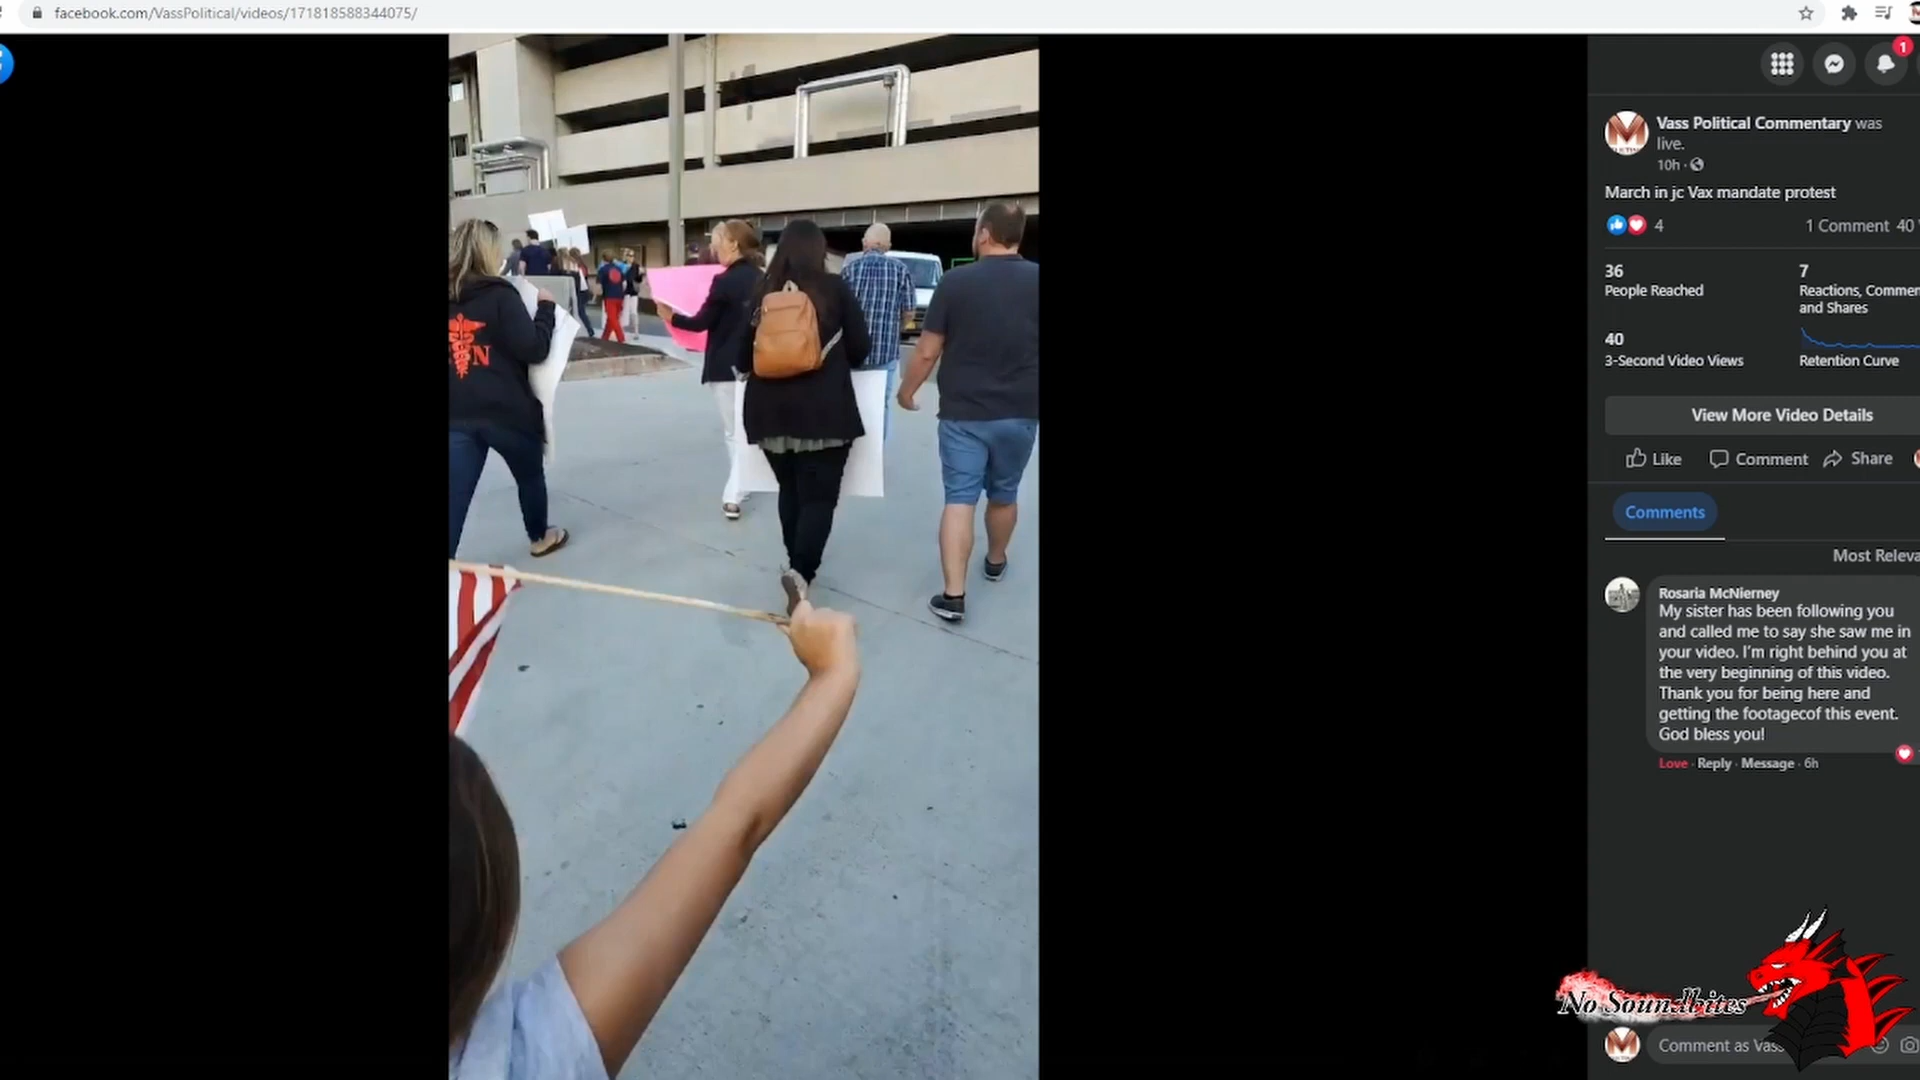 facebook.com/VassPolitical/videos/171818588344075/
1
Vass Political Commentary was
live.
10h
March in jc Vax mandate protest
4
1 Comment 40
36
People Reached
7
Reactions, Commen
and Shares
40
3-Second Video Views
Retention Curve
View More Video Details
Like Comment Share
Comments
Most Releva
Rosaria McNierney
My sister has been following you
and called me to say she saw me in
your video. I'm right behind you at
the very beginning of this video.
Thank you for being here and
getting the footagecof this event.
God bless you!
Love · Reply · Message · 6h
N
No Soundbites
Comment as Vass